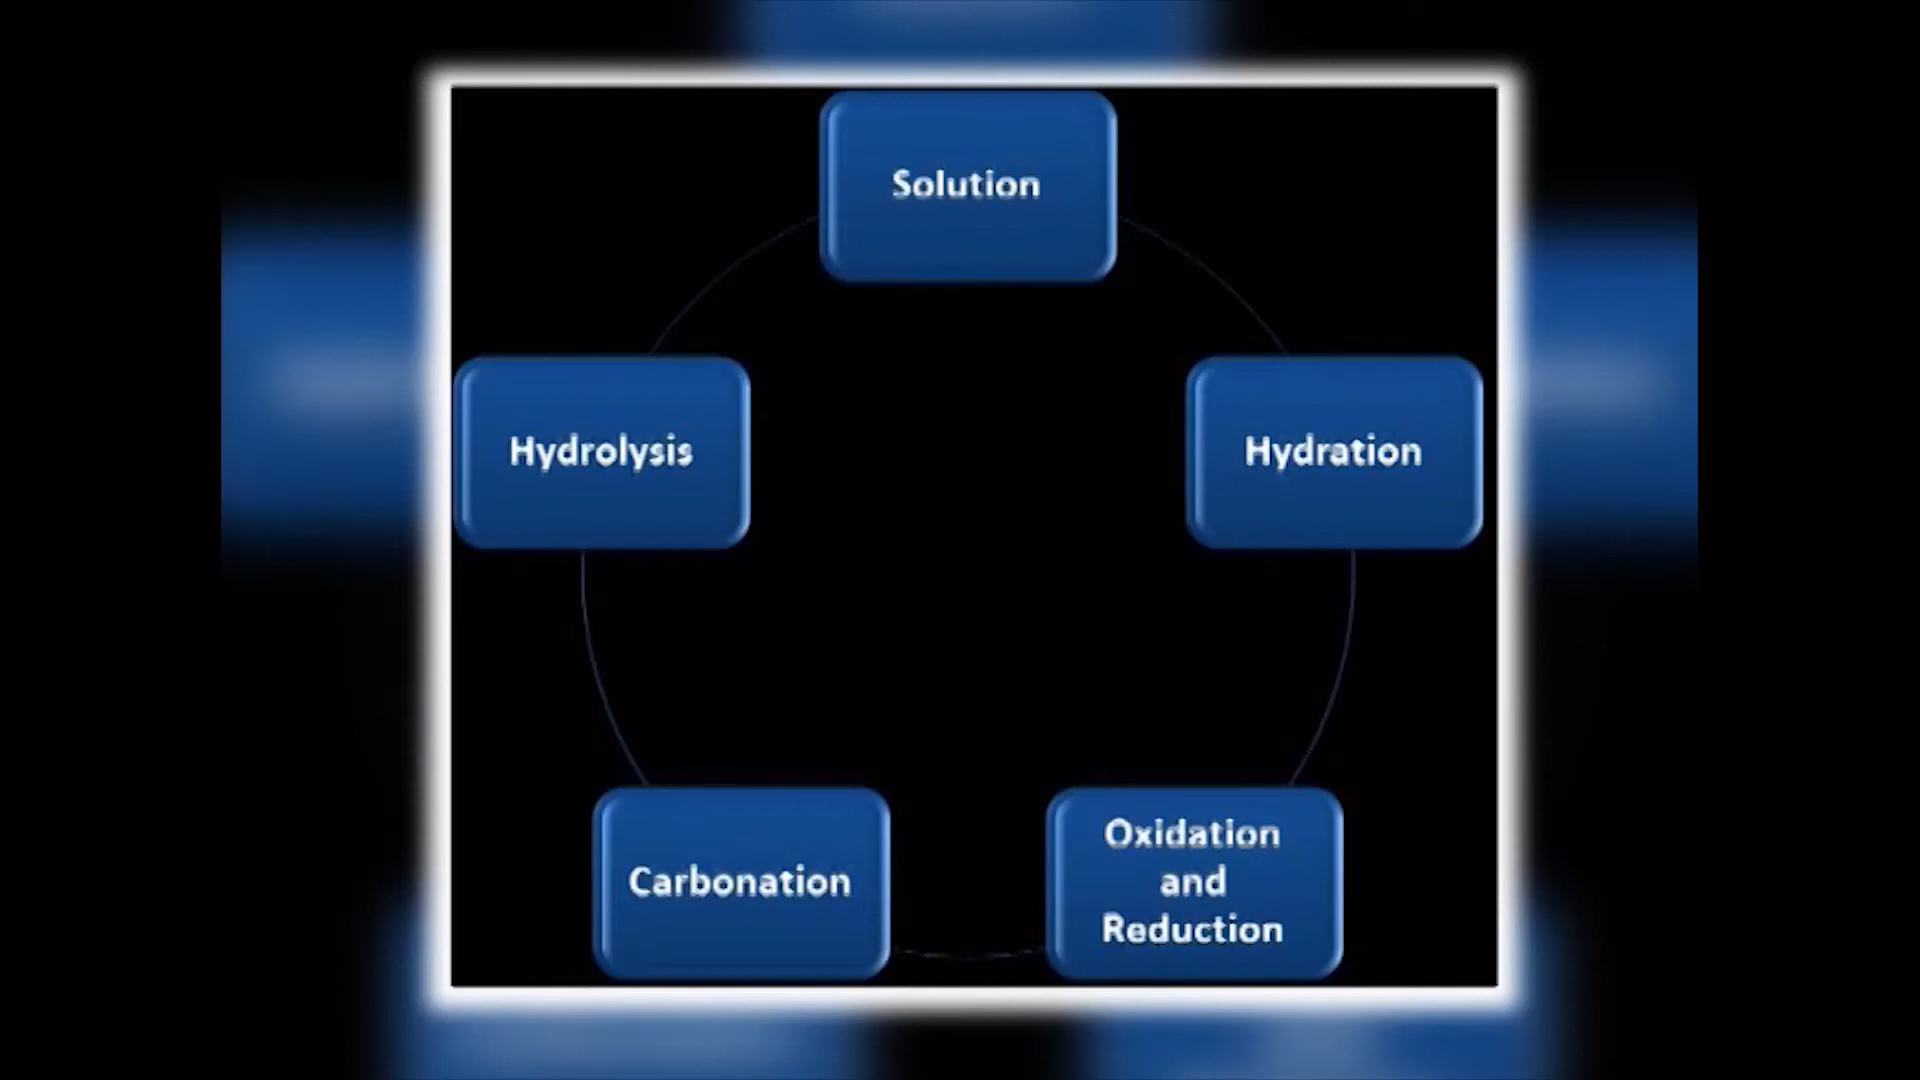 Solution
Hydrolysis
Hydration
Carbonation
Oxidation
and
Reduction